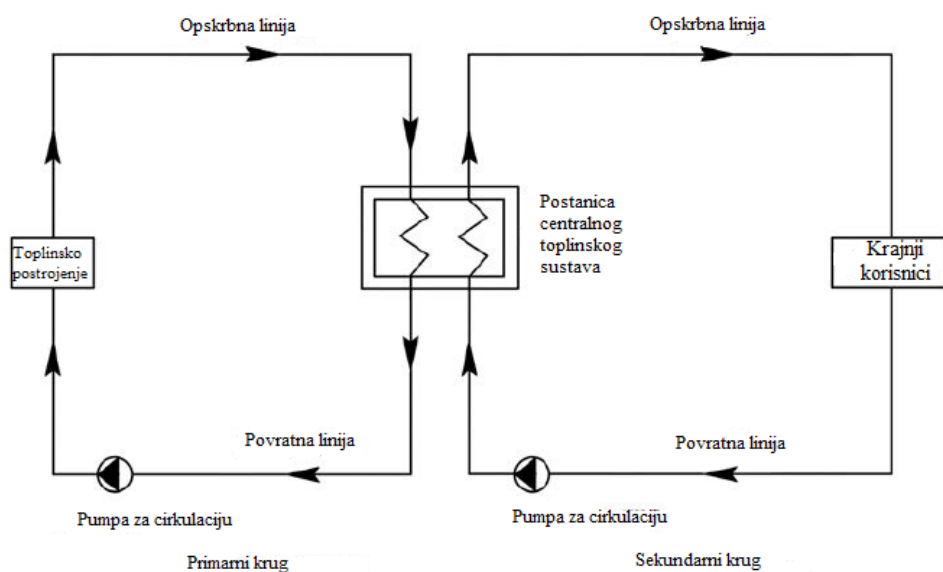 Opskrbna linija
Opskrbna linija
Toplinsko
postrojenje
Postanica
centralnog
toplinskog
sustava
Krajnji
korisnici
Povratna linija
Povratna linija
Pumpa za cirkulaciju
Pumpa za cirkulaciju
Primarni krug
Sekundarni krug